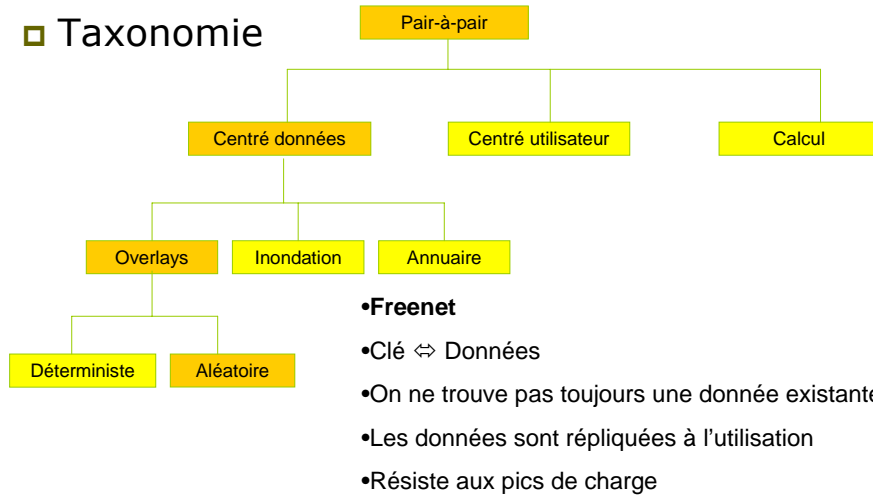 Taxonomie
Pair-à-pair
Centré données
Centré utilisateur
Calcul
Overlays
Inondation
Annuaire
Déterministe
Aléatoire
•Freenet
•Clé ⇔ Données
•On ne trouve pas toujours une donnée existante
•Les données sont répliquées à l’utilisation
•Résiste aux pics de charge